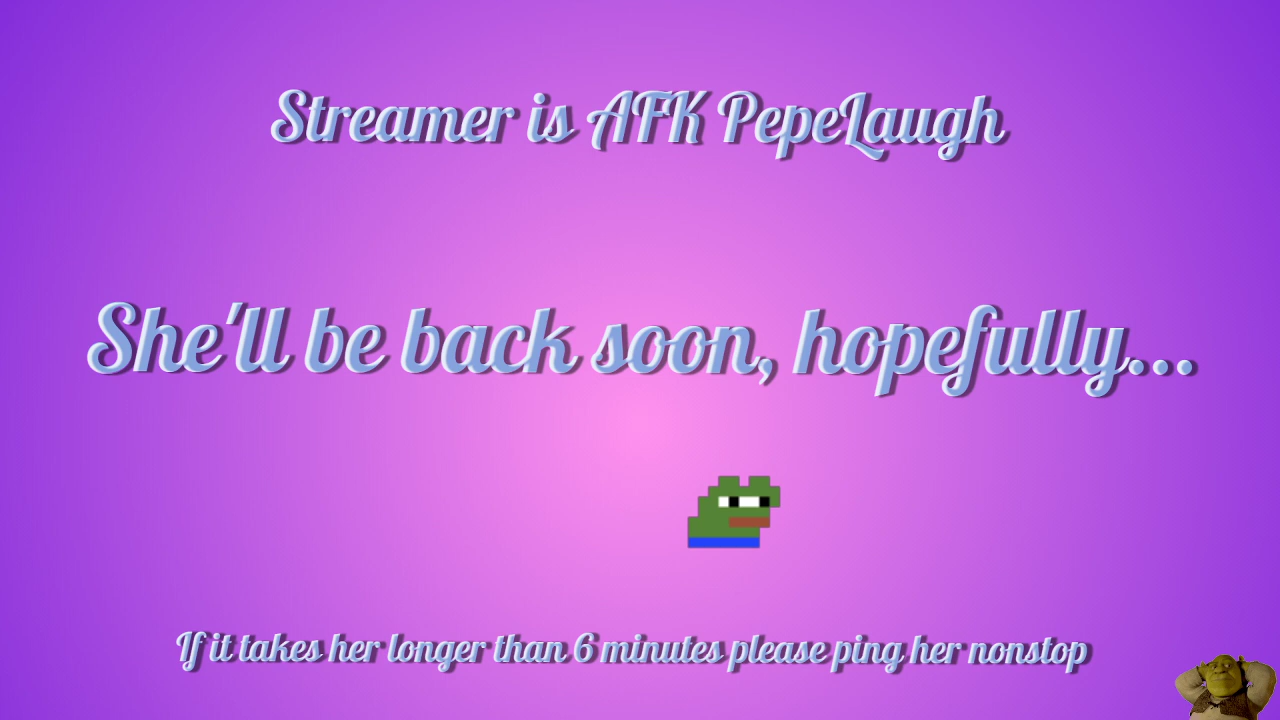 Streamer is AFK PepeLaugh
She'll be back soon, hopefully...
If it takes her longer than 6 minutes please ping her nonstop